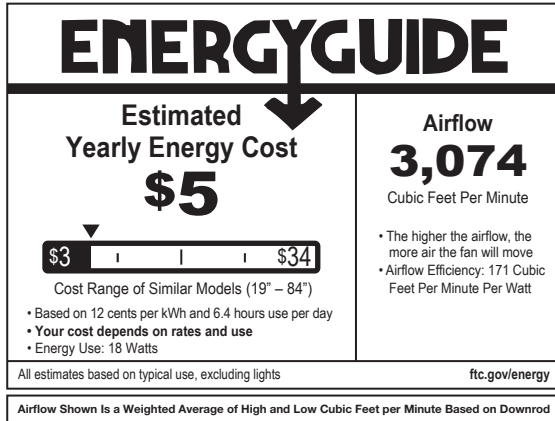 ENERGYGUIDE
Estimated
Yearly Energy Cost
$5
$3
$34
Cost Range of Similar Models (19” – 84”)
• Based on 12 cents per kWh and 6.4 hours use per day
• Your cost depends on rates and use
• Energy Use: 18 Watts
Airflow
3,074
Cubic Feet Per Minute
• The higher the airflow, the
more air the fan will move
• Airflow Efficiency: 171 Cubic
Feet Per Minute Per Watt
All estimates based on typical use, excluding lights
ftc.gov/energy
Airflow Shown Is a Weighted Average of High and Low Cubic Feet per Minute Based on Downrod